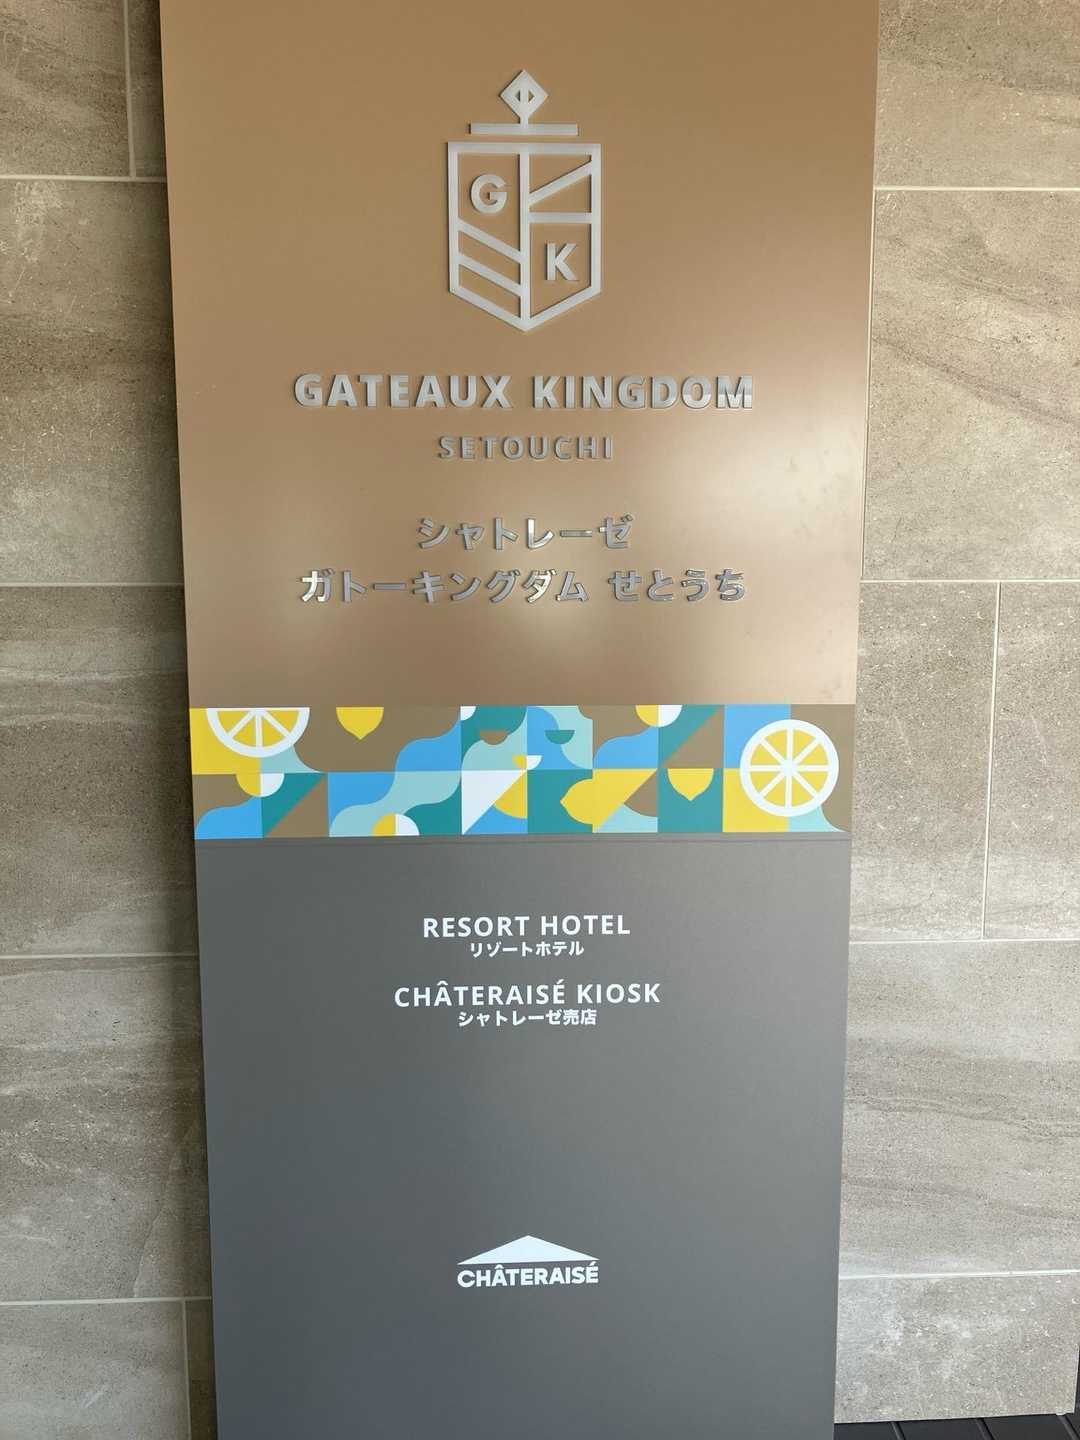 G
K
GATEAUX KINGDOM
SETOUCHI
シャトレーゼ
ガトーキングダム せとうち
RESORT HOTEL
リゾートホテル
CHÂTERAISÉ KIOSK
シャトレーゼ売店
CHÂTERAISÉ